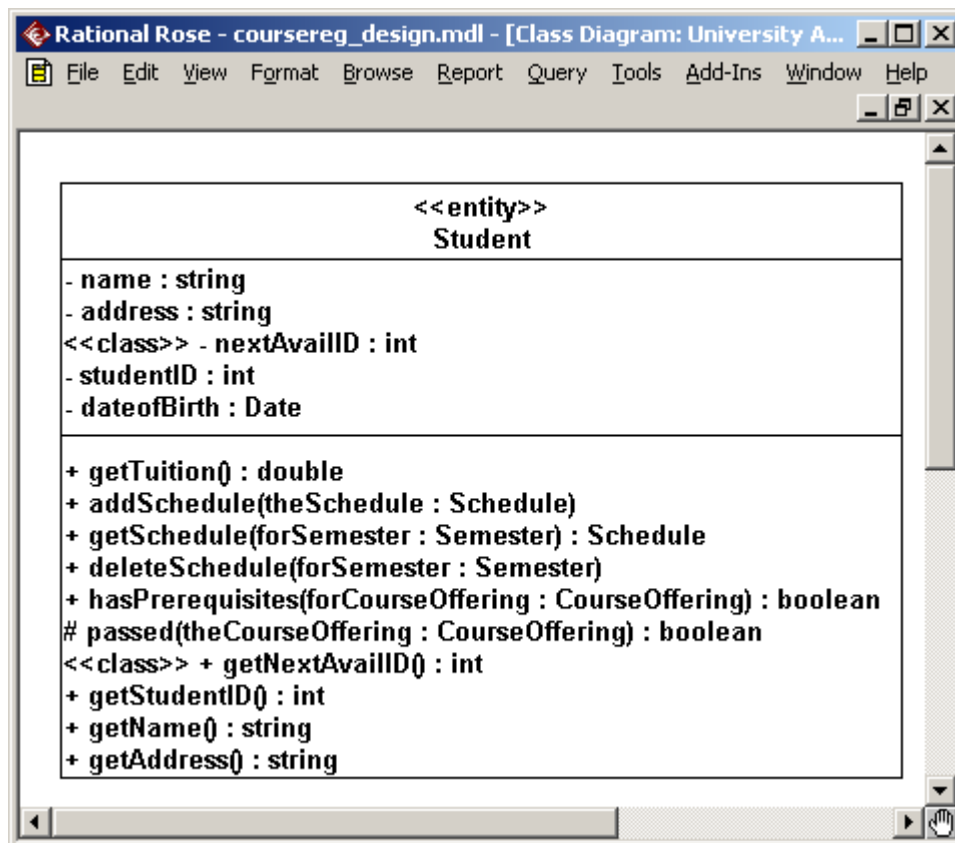 Rational Rose - coursereg_design.mdl - [Class Diagram: University A...
File Edit View Format Browse Report Query Tools Add-Ins Window Help
<<entity>>
Student
- name : string
- address : string
<<class>> - nextAvailID : int
- studentID : int
- dateofBirth : Date
+ getTuition() : double
+ addSchedule(theSchedule : Schedule)
+ getSchedule(forSemester : Semester) : Schedule
+ deleteSchedule(forSemester : Semester)
+ hasPrerequisites(forCourseOffering : CourseOffering) : boolean
# passed(theCourseOffering : CourseOffering) : boolean
<<class>> + getNextAvailID() : int
+ getStudentID() : int
+ getName() : string
+ getAddress() : string